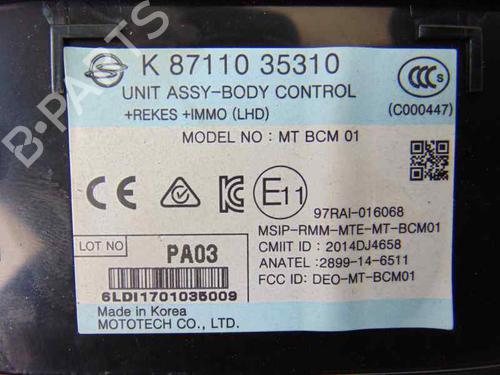 K 87110 35310
UNIT ASSY-BODY CONTROL
+REKES +IMMO (LHD)
CCC S
(C000447)
MODEL NO : MT BCM 01
CE E11
97RAI-016068
MSIP-RMM-MTE-MT-BCM01
CMIIT ID : 2014DJ4658
ANATEL : 2899-14-6511
FCC ID: DEO-MT-BCM01
LOT NO
PA03
6LDI1701035009
Made in Korea
MOTOTECH CO., LTD.